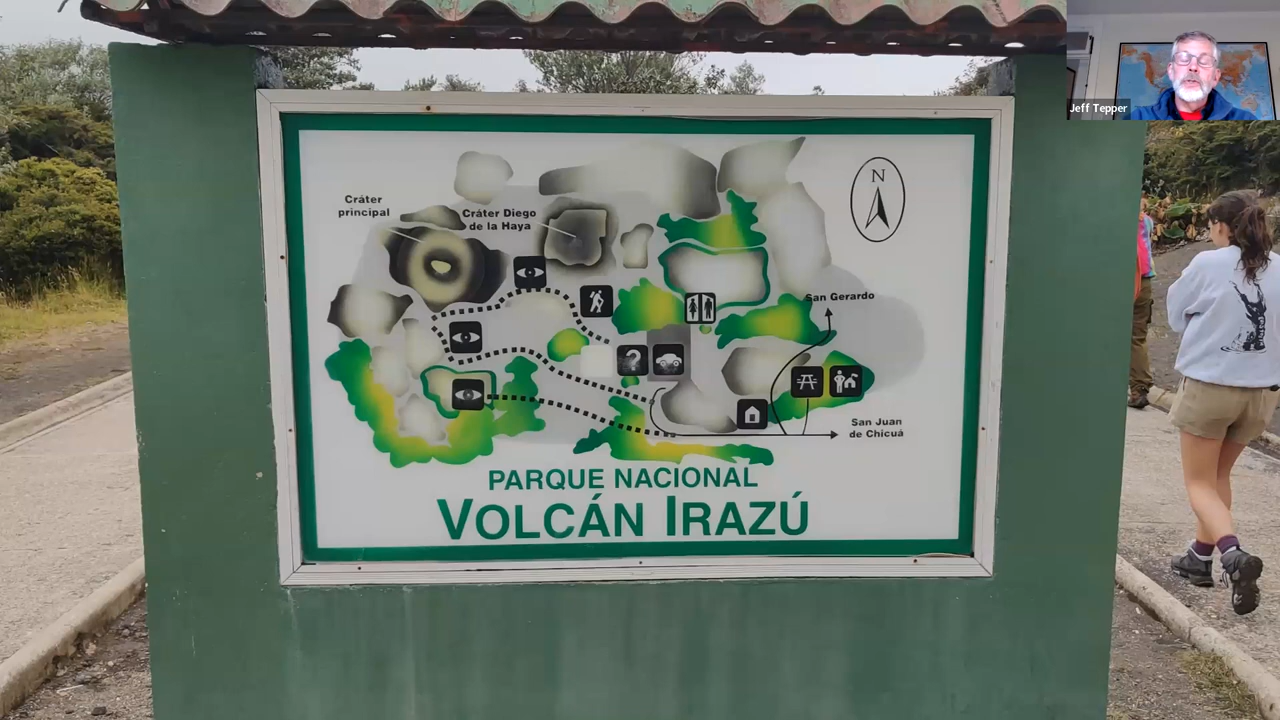 Jeff Tepper
N
Cráter
principal
Cráter Diego
de la Haya
San Gerardo
?
San Juan
de Chicuá
PARQUE NACIONAL
VOLCÁN IRAZÚ